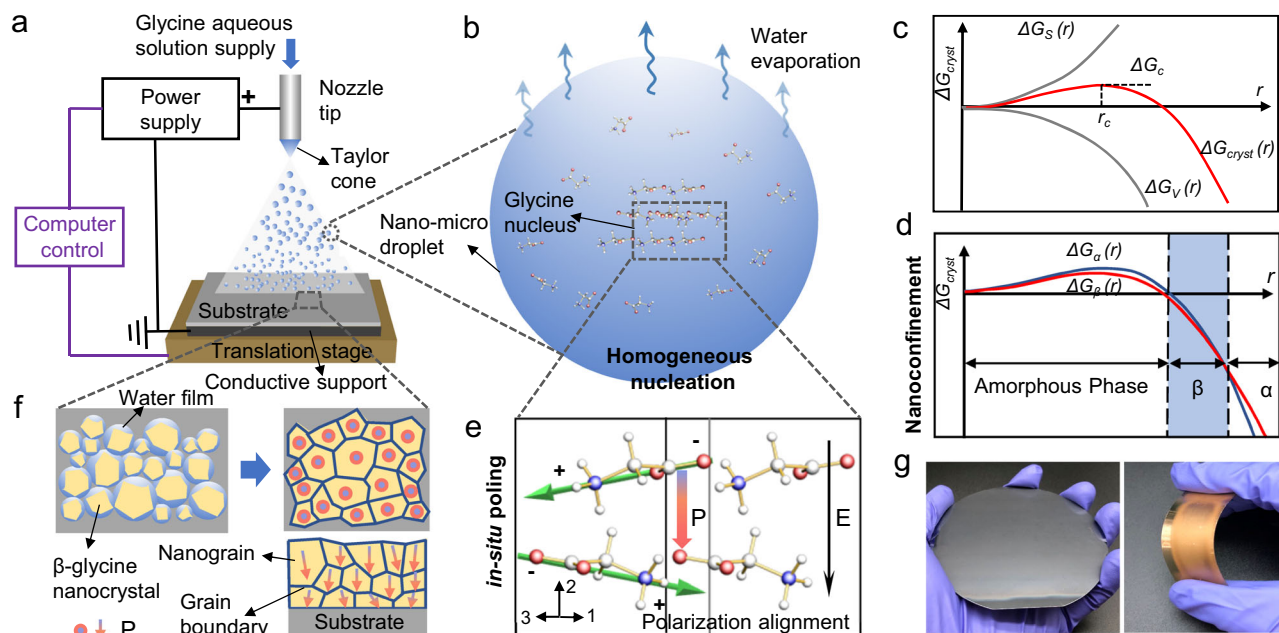 a
Glycine aqueous
solution supply
Power
supply
+
Nozzle
tip
Taylor
cone
Computer
control
Nano-micro
droplet
Substrate
Translation stage
Conductive support
b
Water
evaporation
Glycine
nucleus
Homogeneous
nucleation
c
ΔG_cryst
ΔG_S (r)
ΔG_c
r
r_c
ΔG_cryst (r)
ΔG_V (r)
d
Nanoconfinement
ΔG_cryst
ΔG_α (r)
r
ΔG_β (r)
Amorphous Phase
β
α
f
Water film
β-glycine
nanocrystal
P
Nanograin
Grain
boundary
Substrate
e
in-situ poling
-
+
P
E
-
+
2
3
1
Polarization alignment
g